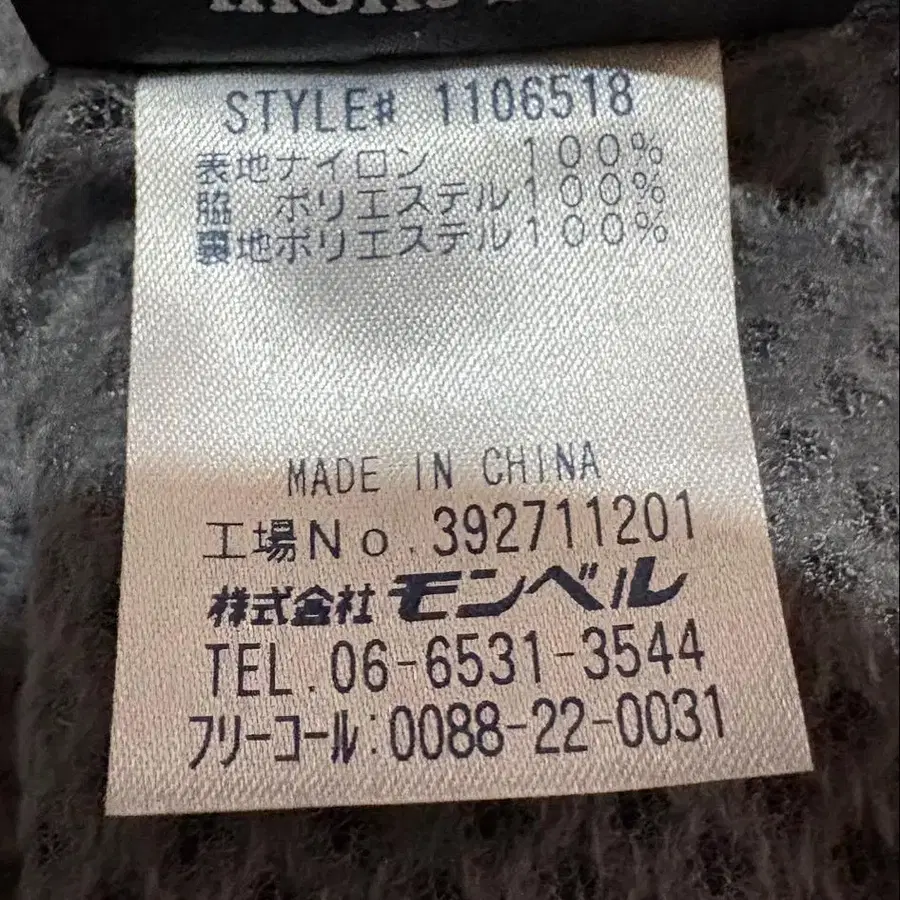 STYLE# 1106518
表地ナイロン 100%
脇 ポリエステル100%
裏地ポリエステル100%
MADE IN CHINA
工場No.392711201
株式会社モンベル
TEL.06-6531-3544
フリーコール:0088-22-0031